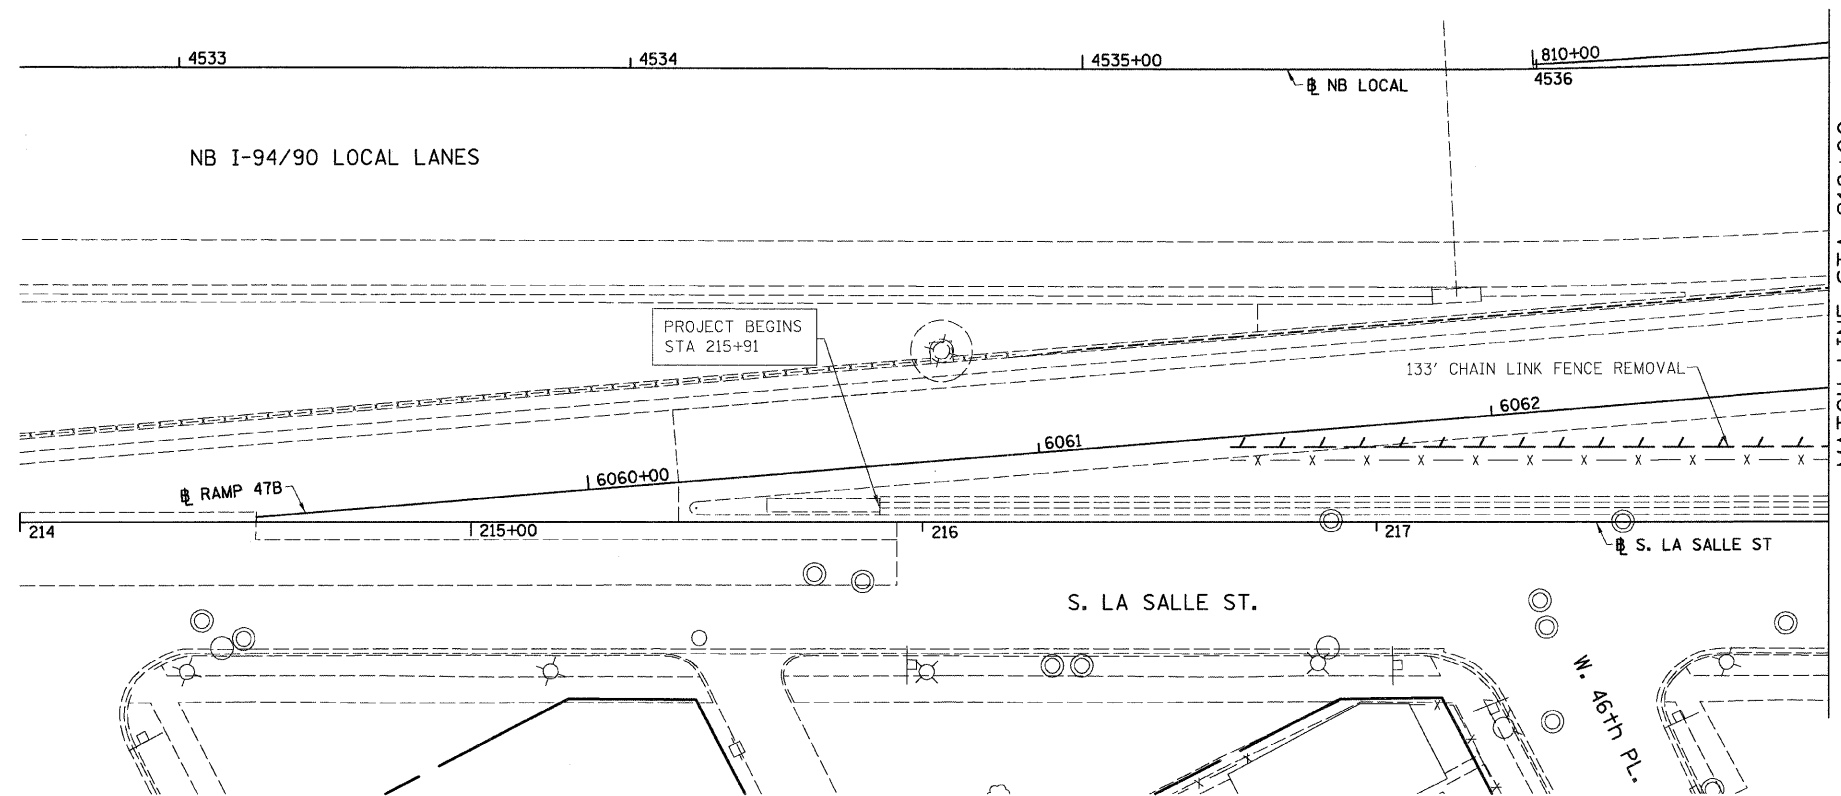 4533
4534
4535+00
810+00
4536
NB LOCAL
NB I-94/90 LOCAL LANES
PROJECT BEGINS
STA 215+91
133' CHAIN LINK FENCE REMOVAL
6062
6061
6060+00
RAMP 47B
214
215+00
216
217
S. LA SALLE ST
S. LA SALLE ST.
W. 46th PL.